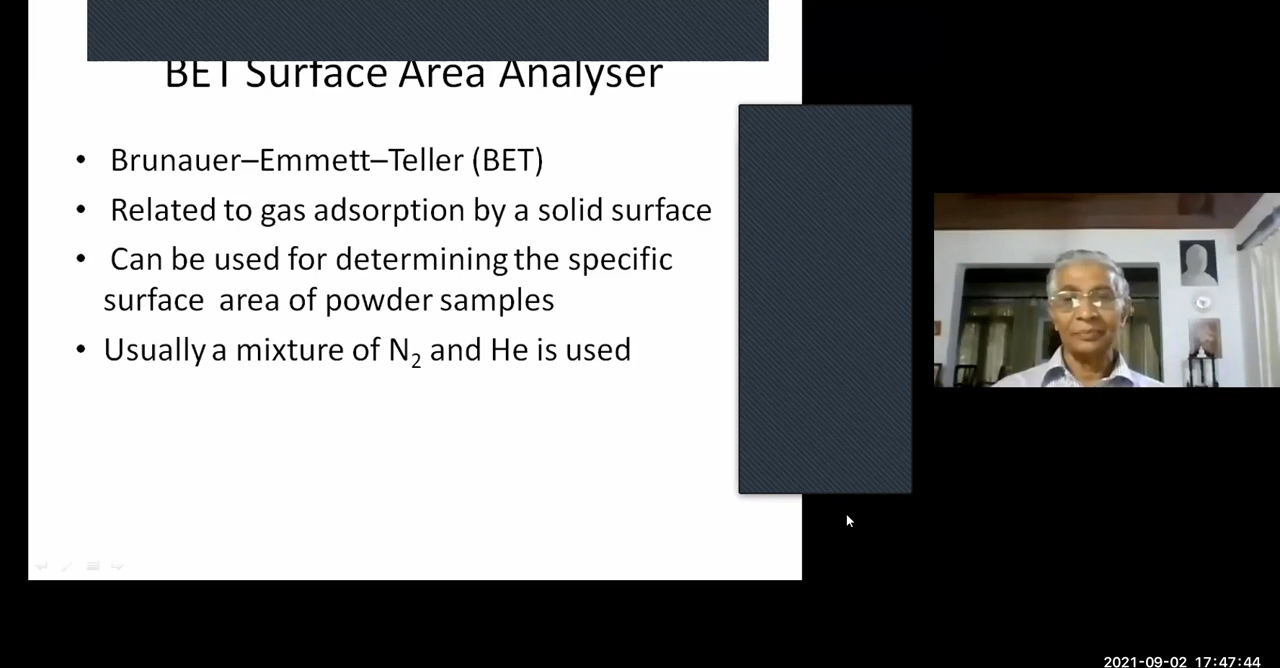 BET Surface Area Analyser
• Brunauer–Emmett–Teller (BET)
• Related to gas adsorption by a solid surface
• Can be used for determining the specific
surface area of powder samples
• Usually a mixture of N₂ and He is used
2021-09-02 17:47:44